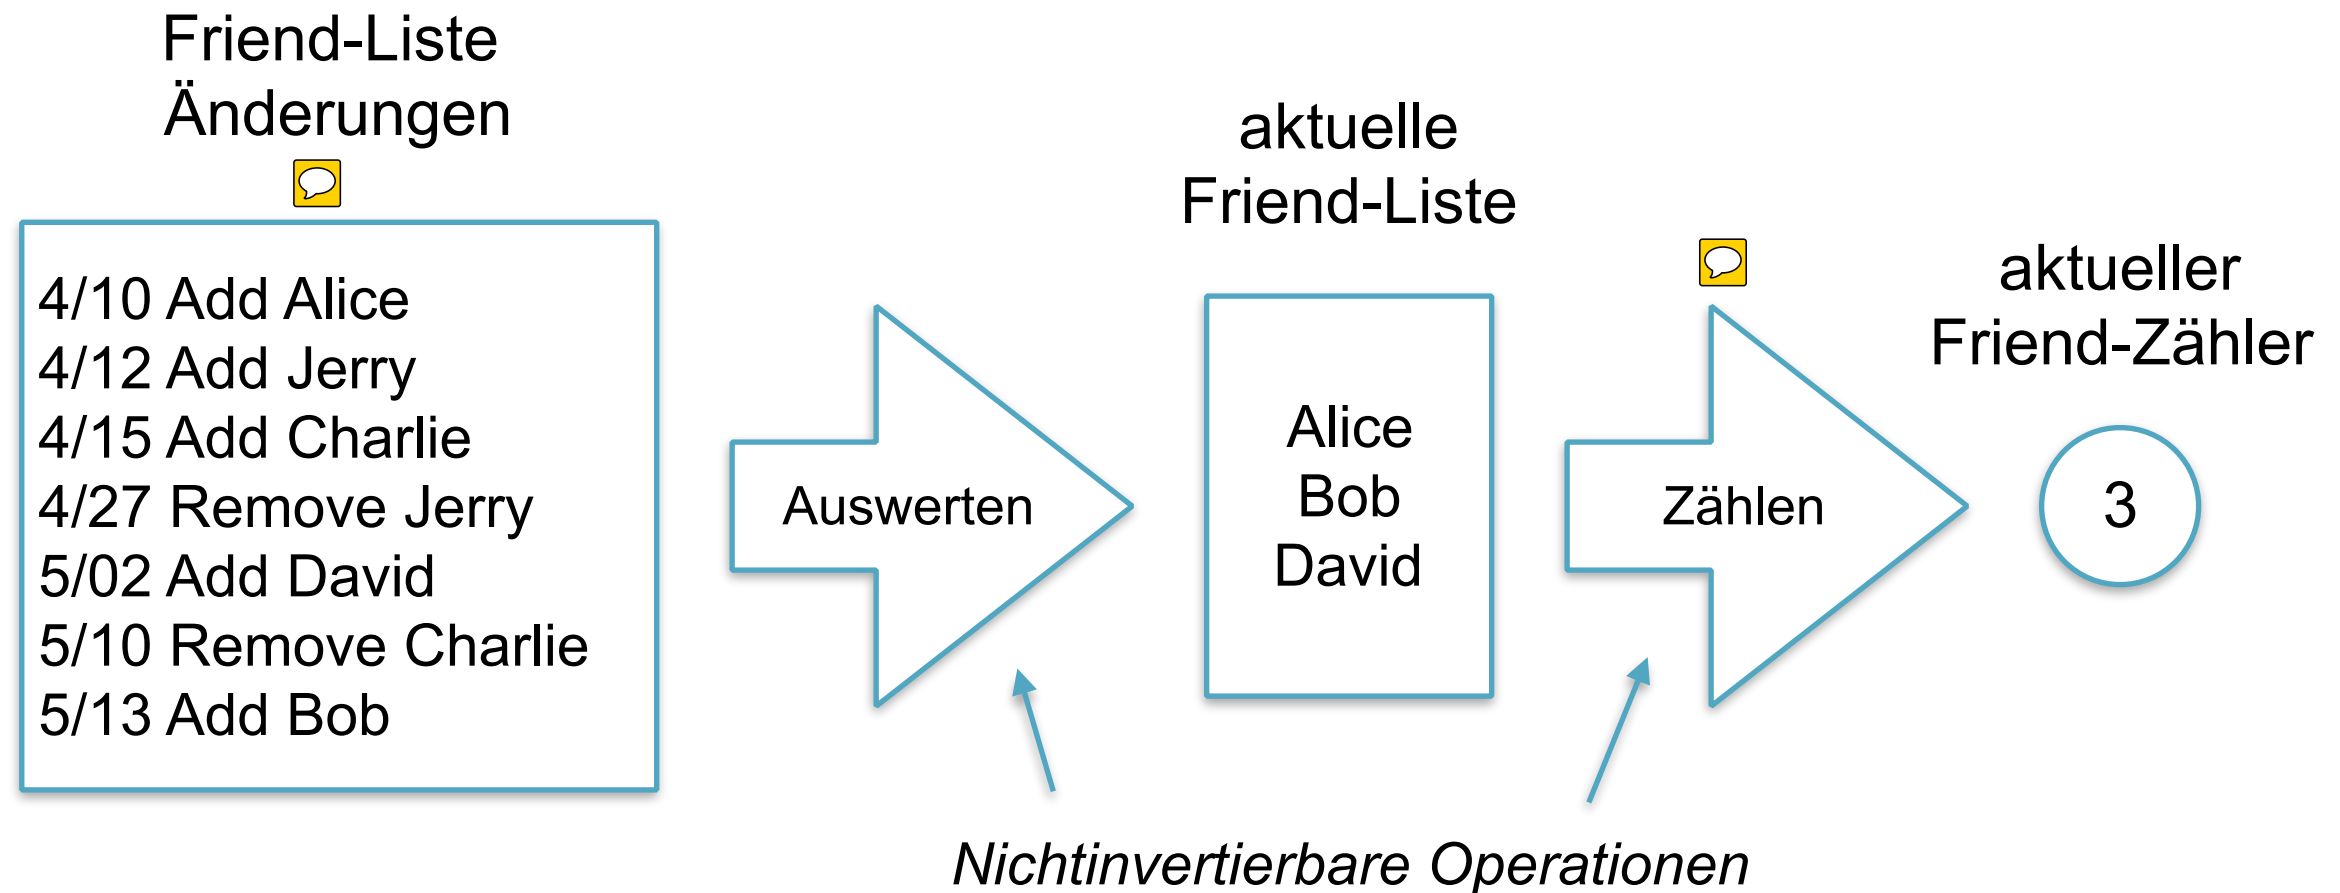 Friend-Liste
Änderungen
4/10 Add Alice
4/12 Add Jerry
4/15 Add Charlie
4/27 Remove Jerry
5/02 Add David
5/10 Remove Charlie
5/13 Add Bob
Auswerten
aktuelle
Friend-Liste
Alice
Bob
David
Zählen
aktueller
Friend-Zähler
3
Nichtinvertierbare Operationen